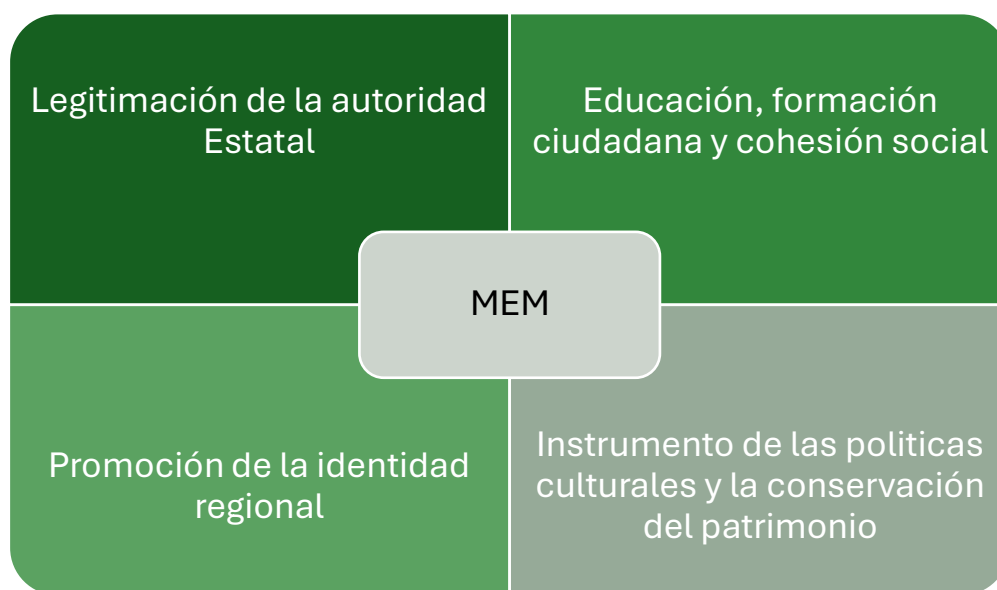 Legitimación de la autoridad
Estatal
Educación, formación
ciudadana y cohesión social
MEM
Promoción de la identidad
regional
Instrumento de las politicas
culturales y la conservación
del patrimonio